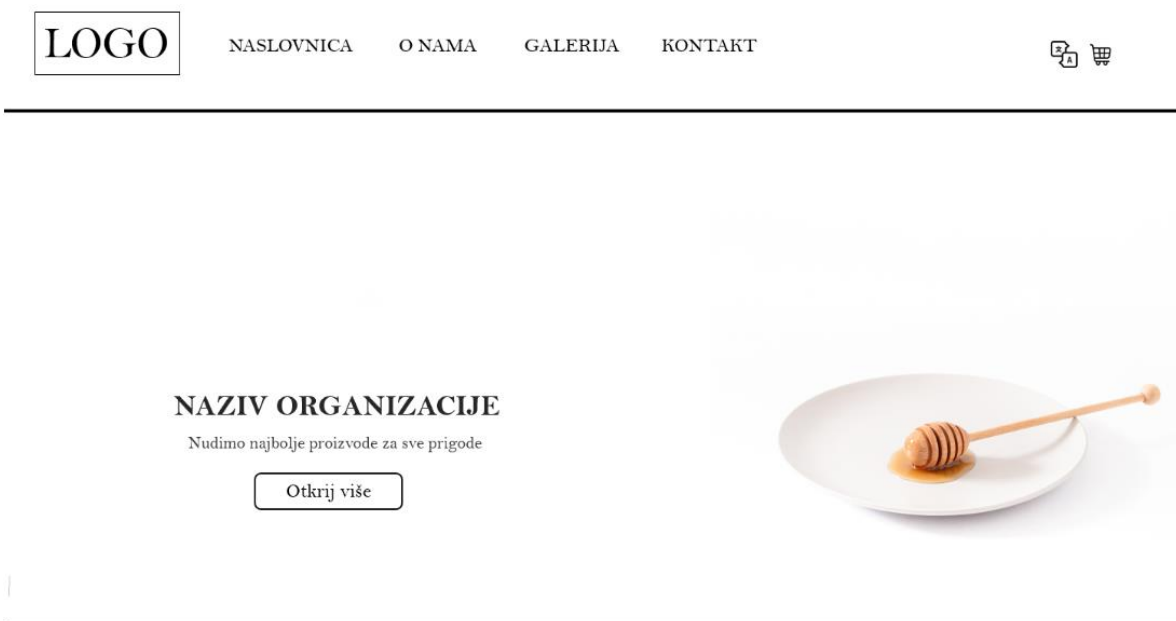 LOGO NASLOVNICA O NAMA GALERIJA KONTAKT
NAZIV ORGANIZACIJE
Nudimo najbolje proizvode za sve prigode
Otkrij više